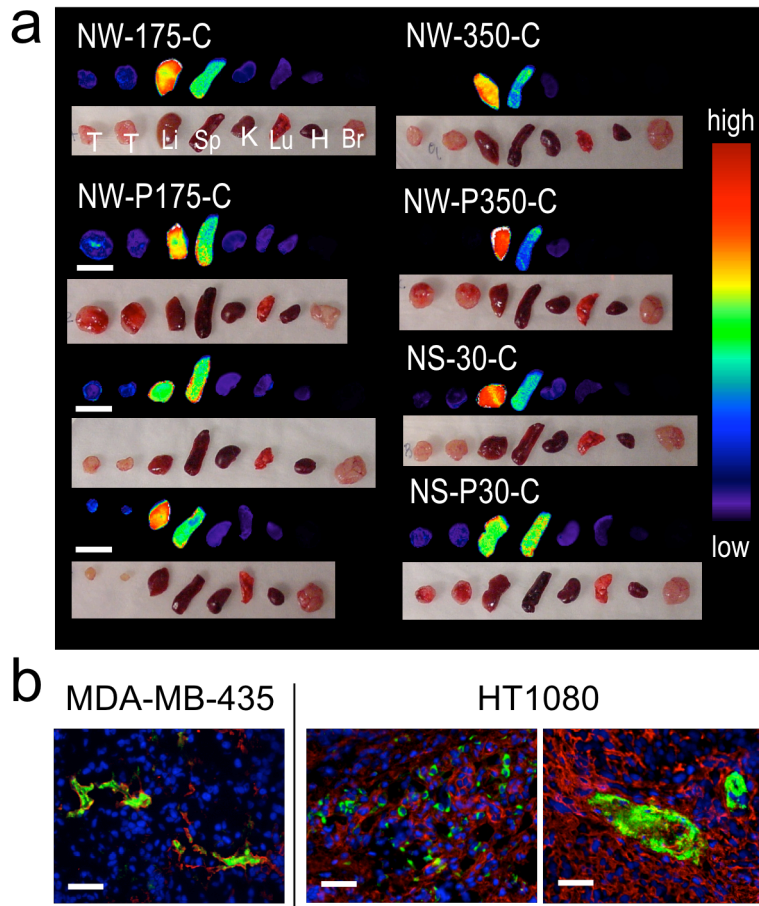 a
NW-175-C
T T Li Sp K Lu H Br
NW-P175-C
NW-350-C
NW-P350-C
NS-30-C
NS-P30-C
high
low
b
MDA-MB-435
HT1080